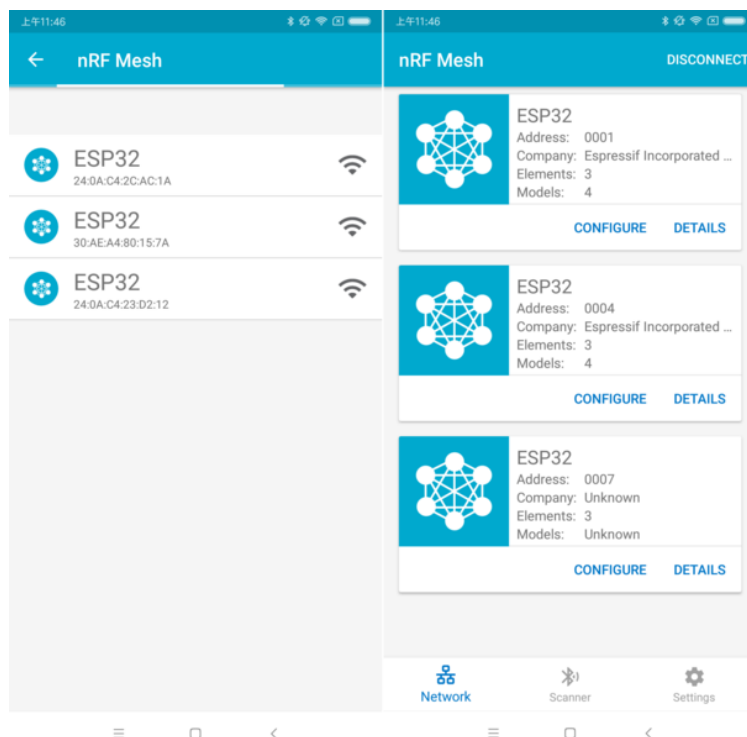 上午11:46
nRF Mesh
ESP32
24:0A:C4:2C:AC:1A
ESP32
30:AE:A4:80:15:7A
ESP32
24:0A:C4:23:D2:12
上午11:46
nRF Mesh DISCONNECT
ESP32
Address: 0001
Company: Espressif Incorporated ...
Elements: 3
Models: 4
CONFIGURE DETAILS
ESP32
Address: 0004
Company: Espressif Incorporated ...
Elements: 3
Models: 4
CONFIGURE DETAILS
ESP32
Address: 0007
Company: Unknown
Elements: 3
Models: Unknown
CONFIGURE DETAILS
Network Scanner Settings